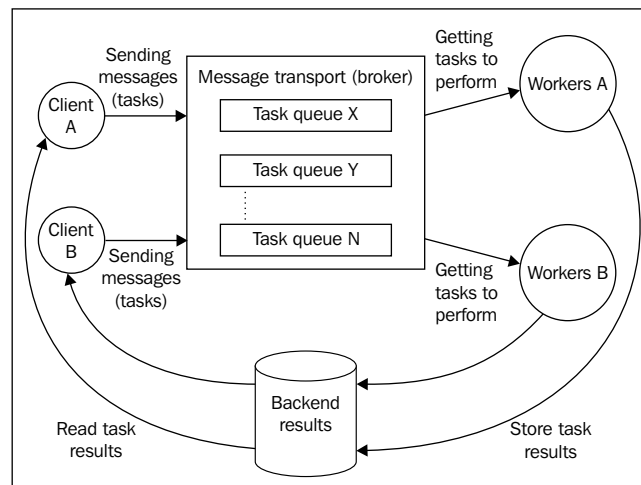 Sending
messages
(tasks)
Client
A
Message transport (broker)
Task queue X
Task queue Y
Task queue N
Getting
tasks to
perform
Workers A
Client
B
Sending
messages
(tasks)
Getting
tasks to
perform
Workers B
Backend
results
Read task
results
Store task
results